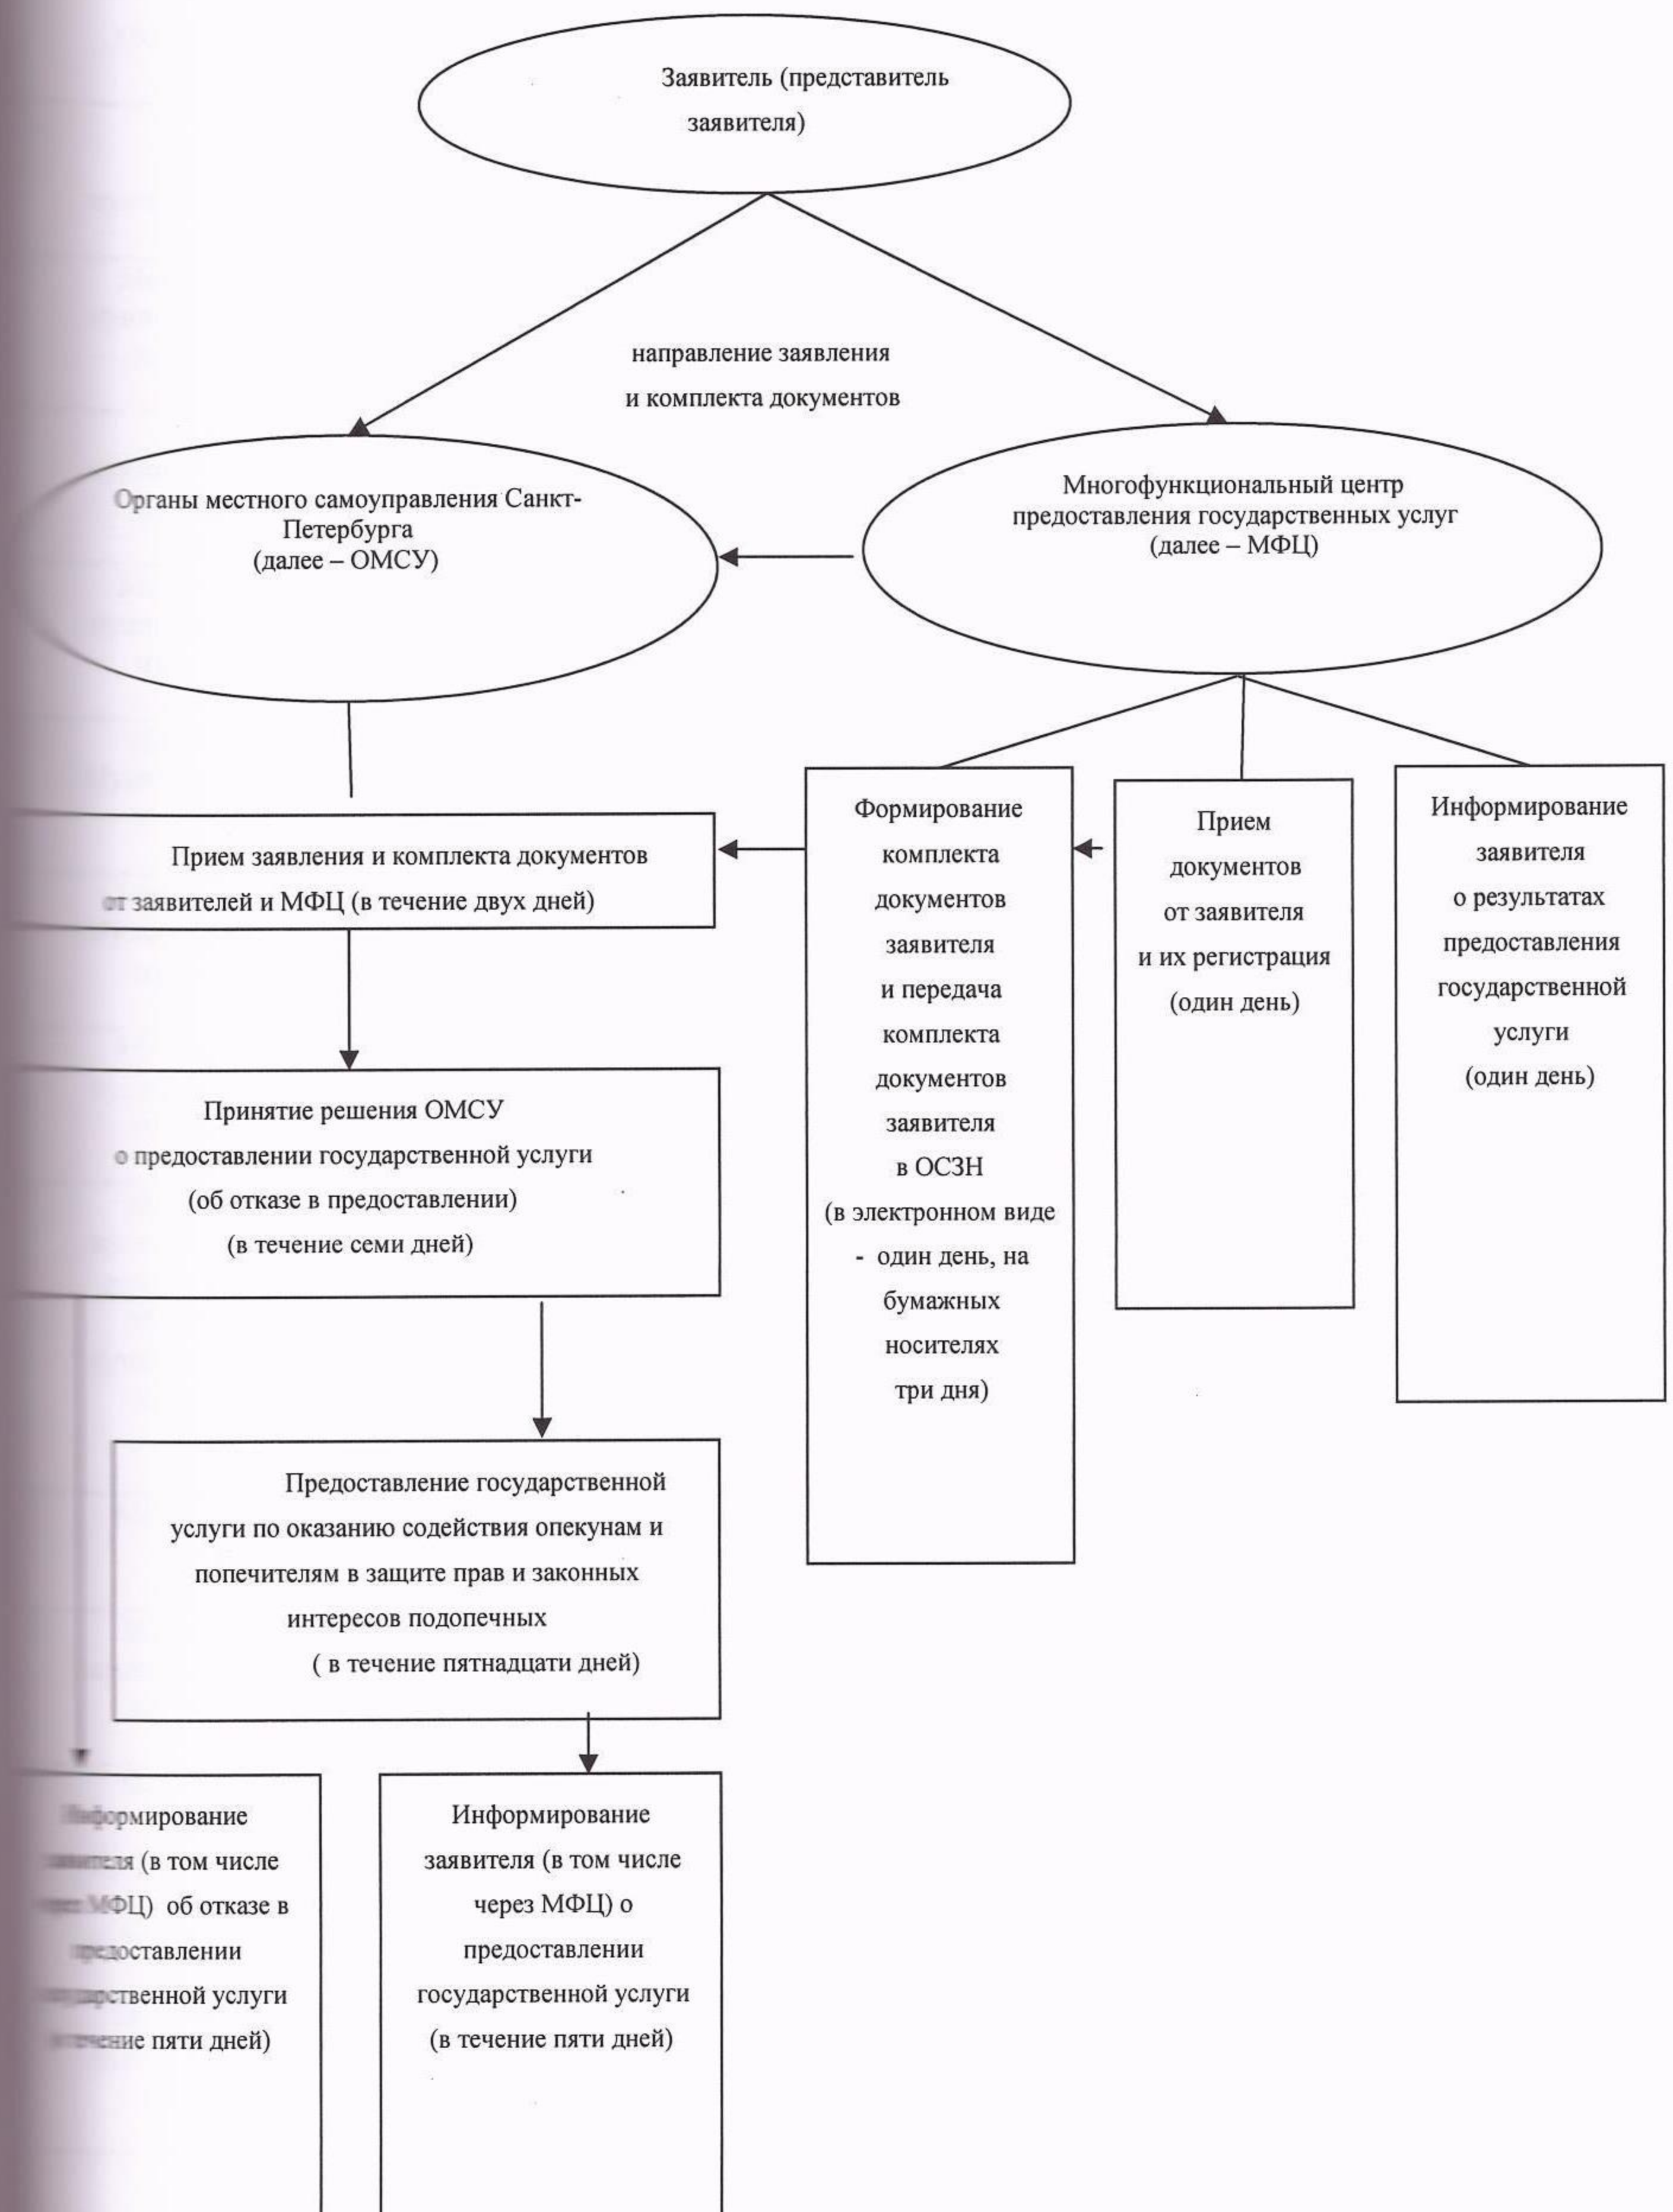 Заявитель (представитель
заявителя)
направление заявления
и комплекта документов
Органы местного самоуправления Санкт-
Петербурга
(далее – ОМСУ)
Многофункциональный центр
предоставления государственных услуг
(далее – МФЦ)
Прием заявления и комплекта документов
от заявителей и МФЦ (в течение двух дней)
Формирование
комплекта
документов
заявителя
и передача
комплекта
документов
заявителя
в ОСЗН
(в электронном виде
- один день, на
бумажных
носителях
три дня)
Прием
документов
от заявителя
и их регистрация
(один день)
Информирование
заявителя
о результатах
предоставления
государственной
услуги
(один день)
Принятие решения ОМСУ
о предоставлении государственной услуги
(об отказе в предоставлении)
(в течение семи дней)
Предоставление государственной
услуги по оказанию содействия опекунам и
попечителям в защите прав и законных
интересов подопечных
( в течение пятнадцати дней)
Информирование
(в том числе
МФЦ) об отказе в
предоставлении
услуги
пяти дней)
Информирование
заявителя (в том числе
через МФЦ) о
предоставлении
государственной услуги
(в течение пяти дней)